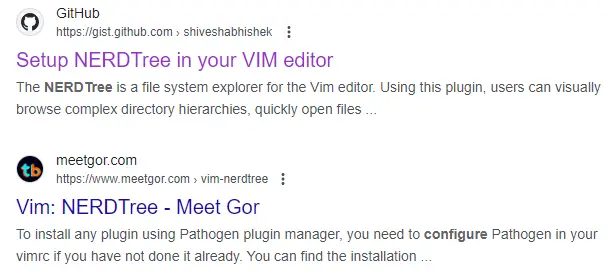 GitHub
https://gist.github.com › shiveshabhishek
Setup NERDTree in your VIM editor
The NERDTree is a file system explorer for the Vim editor. Using this plugin, users can visually
browse complex directory hierarchies, quickly open files ...
tb
meetgor.com
https://www.meetgor.com › vim-nerdtree
Vim: NERDTree - Meet Gor
To install any plugin using Pathogen plugin manager, you need to configure Pathogen in your
vimrc if you have not done it already. You can find the installation ...